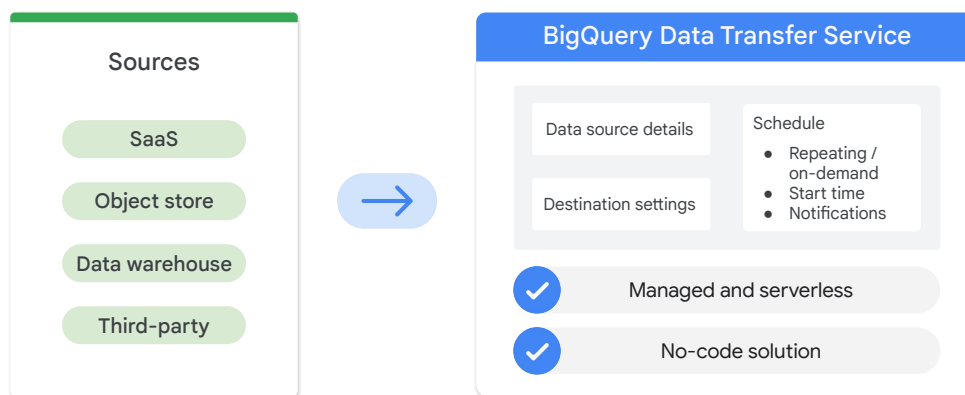 Sources
SaaS
Object store
Data warehouse
Third-party
BigQuery Data Transfer Service
Data source details
Destination settings
Schedule
● Repeating /
on-demand
● Start time
● Notifications
Managed and serverless
No-code solution